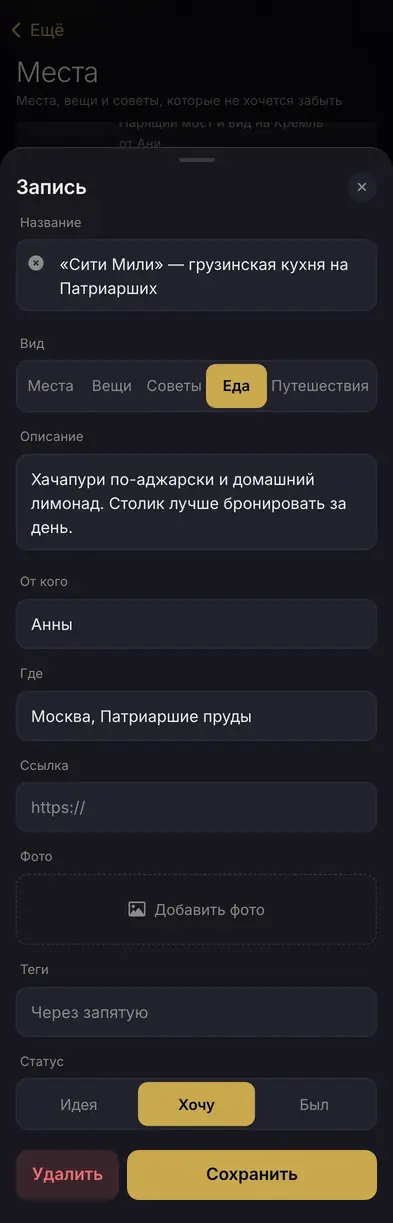 Ещё
Места
Места, вещи и советы, которые не хочется забыть
Парящий мост и вид на Кремль
от Ани
Запись
Название
«Сити Мили» — грузинская кухня на
Патриарших
Вид
Места Вещи Советы Еда Путешествия
Описание
Хачапури по-аджарски и домашний
лимонад. Столик лучше бронировать за
день.
От кого
Анны
Где
Москва, Патриаршие пруды
Ссылка
https://
Фото
Добавить фото
Теги
Через запятую
Статус
Идея Хочу Был
Удалить Сохранить